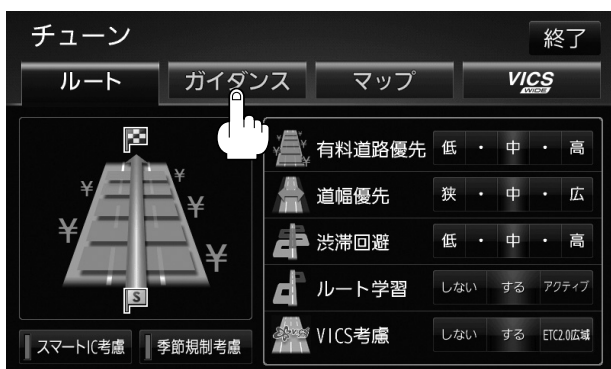 チューン 終了
ルート ガイダンス マップ VICS WIDE
有料道路優先 低 ・ 中 ・ 高
道幅優先 狭 ・ 中 ・ 広
渋滞回避 低 ・ 中 ・ 高
ルート学習 しない する アクティブ
VICS考慮 しない する ETC2.0広域
¥ ¥
¥ ¥
¥ ¥
S
スマートIC考慮 季節規制考慮